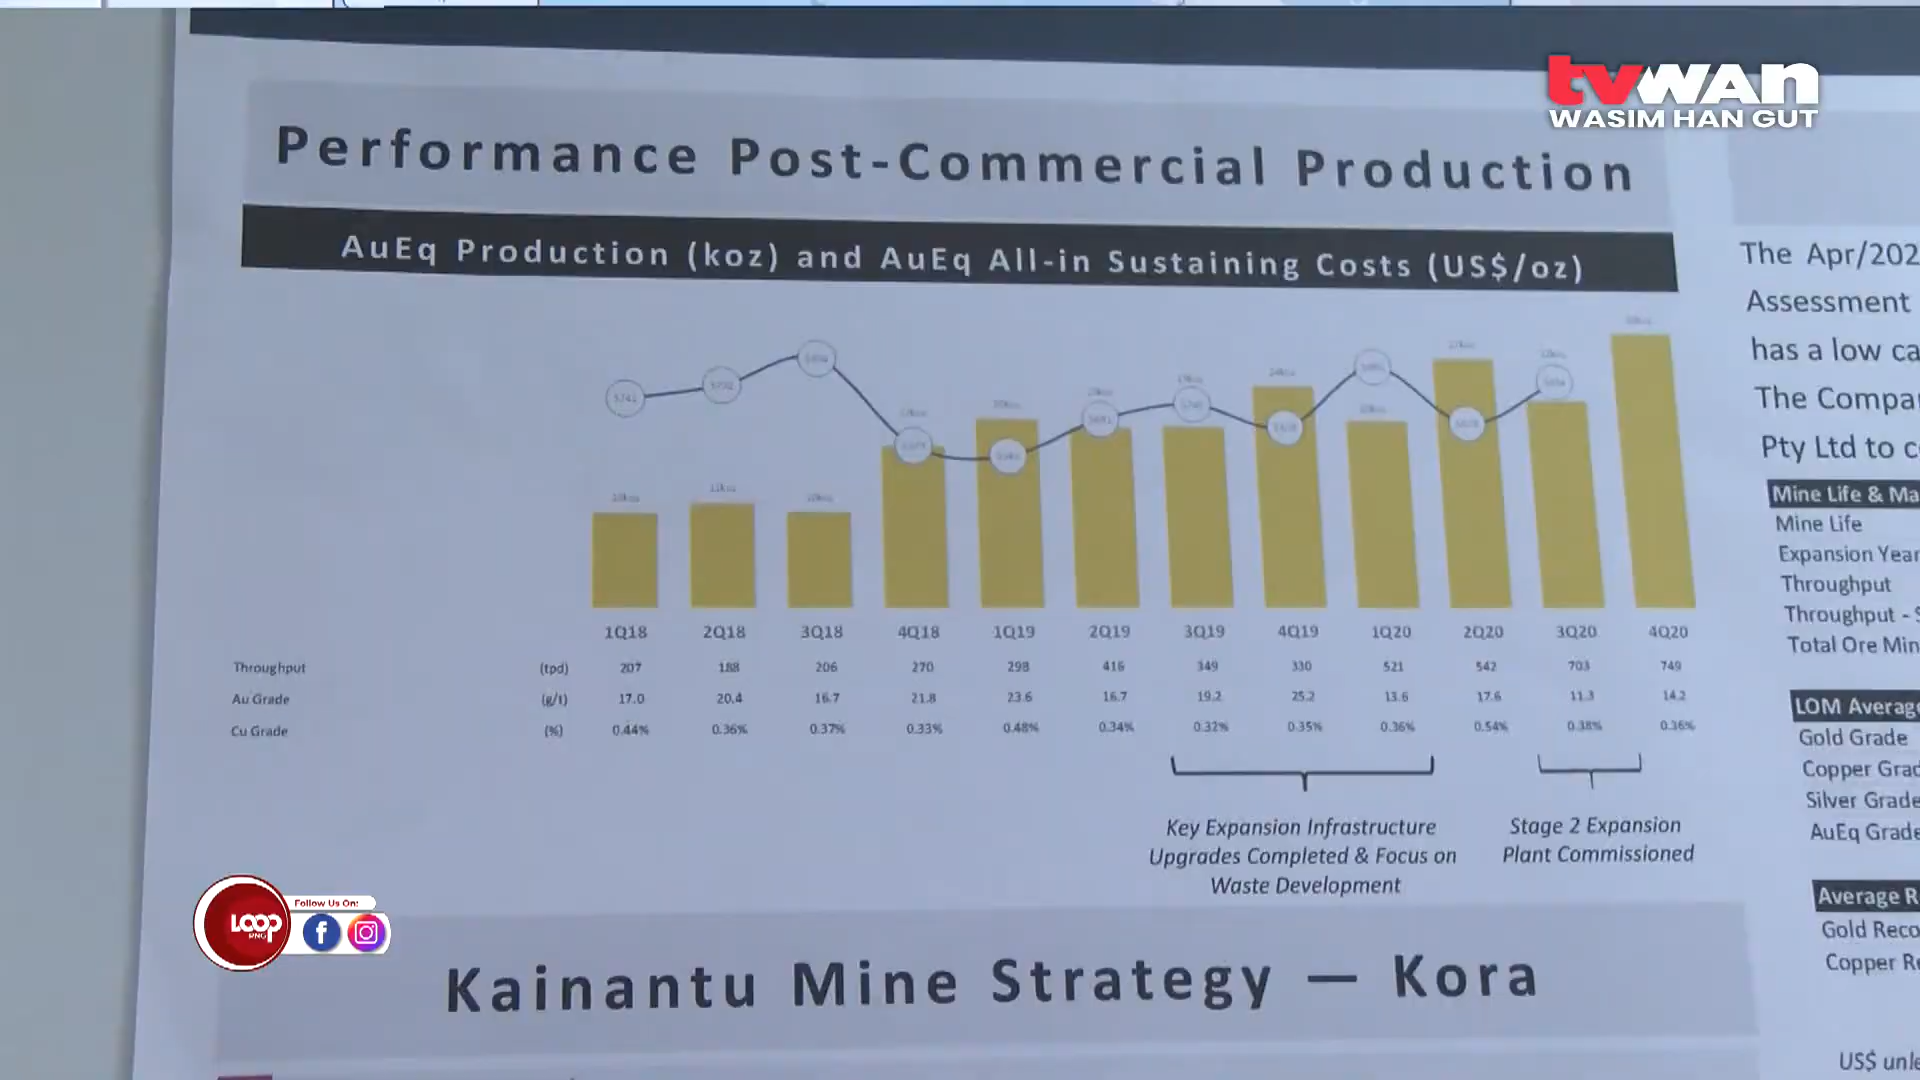 tvwan
WASIM HAN GUT
Performance Post-Commercial Production
AuEq Production (koz) and AuEq All-in Sustaining Costs (US$/oz)
1Q18 2Q18 3Q18 4Q18 1Q19 2Q19 3Q19 4Q19 1Q20 2Q20 3Q20 4Q20
Throughput (tpd) 207 188 206 270 298 416 349 330 521 542 703 749
Au Grade (g/t) 17.0 20.4 16.7 21.8 23.6 16.7 19.2 25.2 13.6 17.6 11.3 14.2
Cu Grade (%) 0.44% 0.36% 0.37% 0.33% 0.48% 0.34% 0.32% 0.35% 0.36% 0.54% 0.38% 0.36%
Key Expansion Infrastructure
Upgrades Completed & Focus on
Waste Development
Stage 2 Expansion
Plant Commissioned
Kainantu Mine Strategy — Kora
The Apr/202
Assessment
has a low ca
The Compa
Pty Ltd to c
Mine Life & Ma
Mine Life
Expansion Year
Throughput
Throughput - S
Total Ore Min
LOM Average
Gold Grade
Copper Grad
Silver Grade
AuEq Grade
Average R
Gold Reco
Copper Re
US$ unle
LOOP
PNG
Follow Us On: